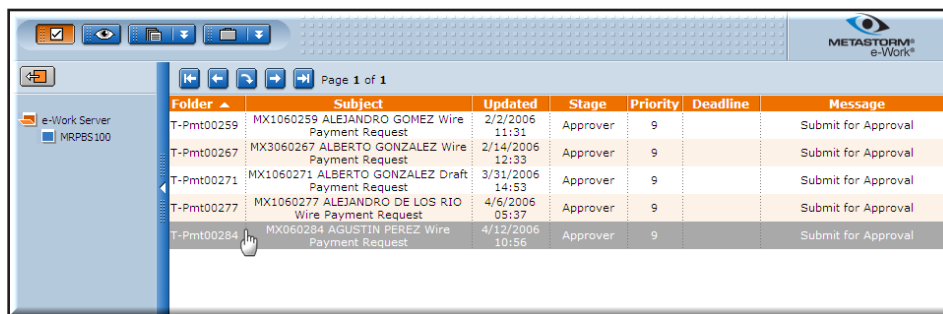 METASTORM®
e-Work®
Page 1 of 1
Folder Subject Updated Stage Priority Deadline Message
e-Work Server
MRPBS100
T-Pmt00259 MX1060259 ALEJANDRO GOMEZ Wire Payment Request 2/2/2006 11:31 Approver 9 Submit for Approval
T-Pmt00267 MX3060267 ALBERTO GONZALEZ Wire Payment Request 2/14/2006 12:33 Approver 9 Submit for Approval
T-Pmt00271 MX1060271 ALBERTO GONZALEZ Draft Payment Request 3/31/2006 14:53 Approver 9 Submit for Approval
T-Pmt00277 MX1060277 ALEJANDRO DE LOS RIO Wire Payment Request 4/6/2006 05:37 Approver 9 Submit for Approval
T-Pmt00284 MX060284 AGUSTIN PEREZ Wire Payment Request 4/12/2006 10:56 Approver 9 Submit for Approval